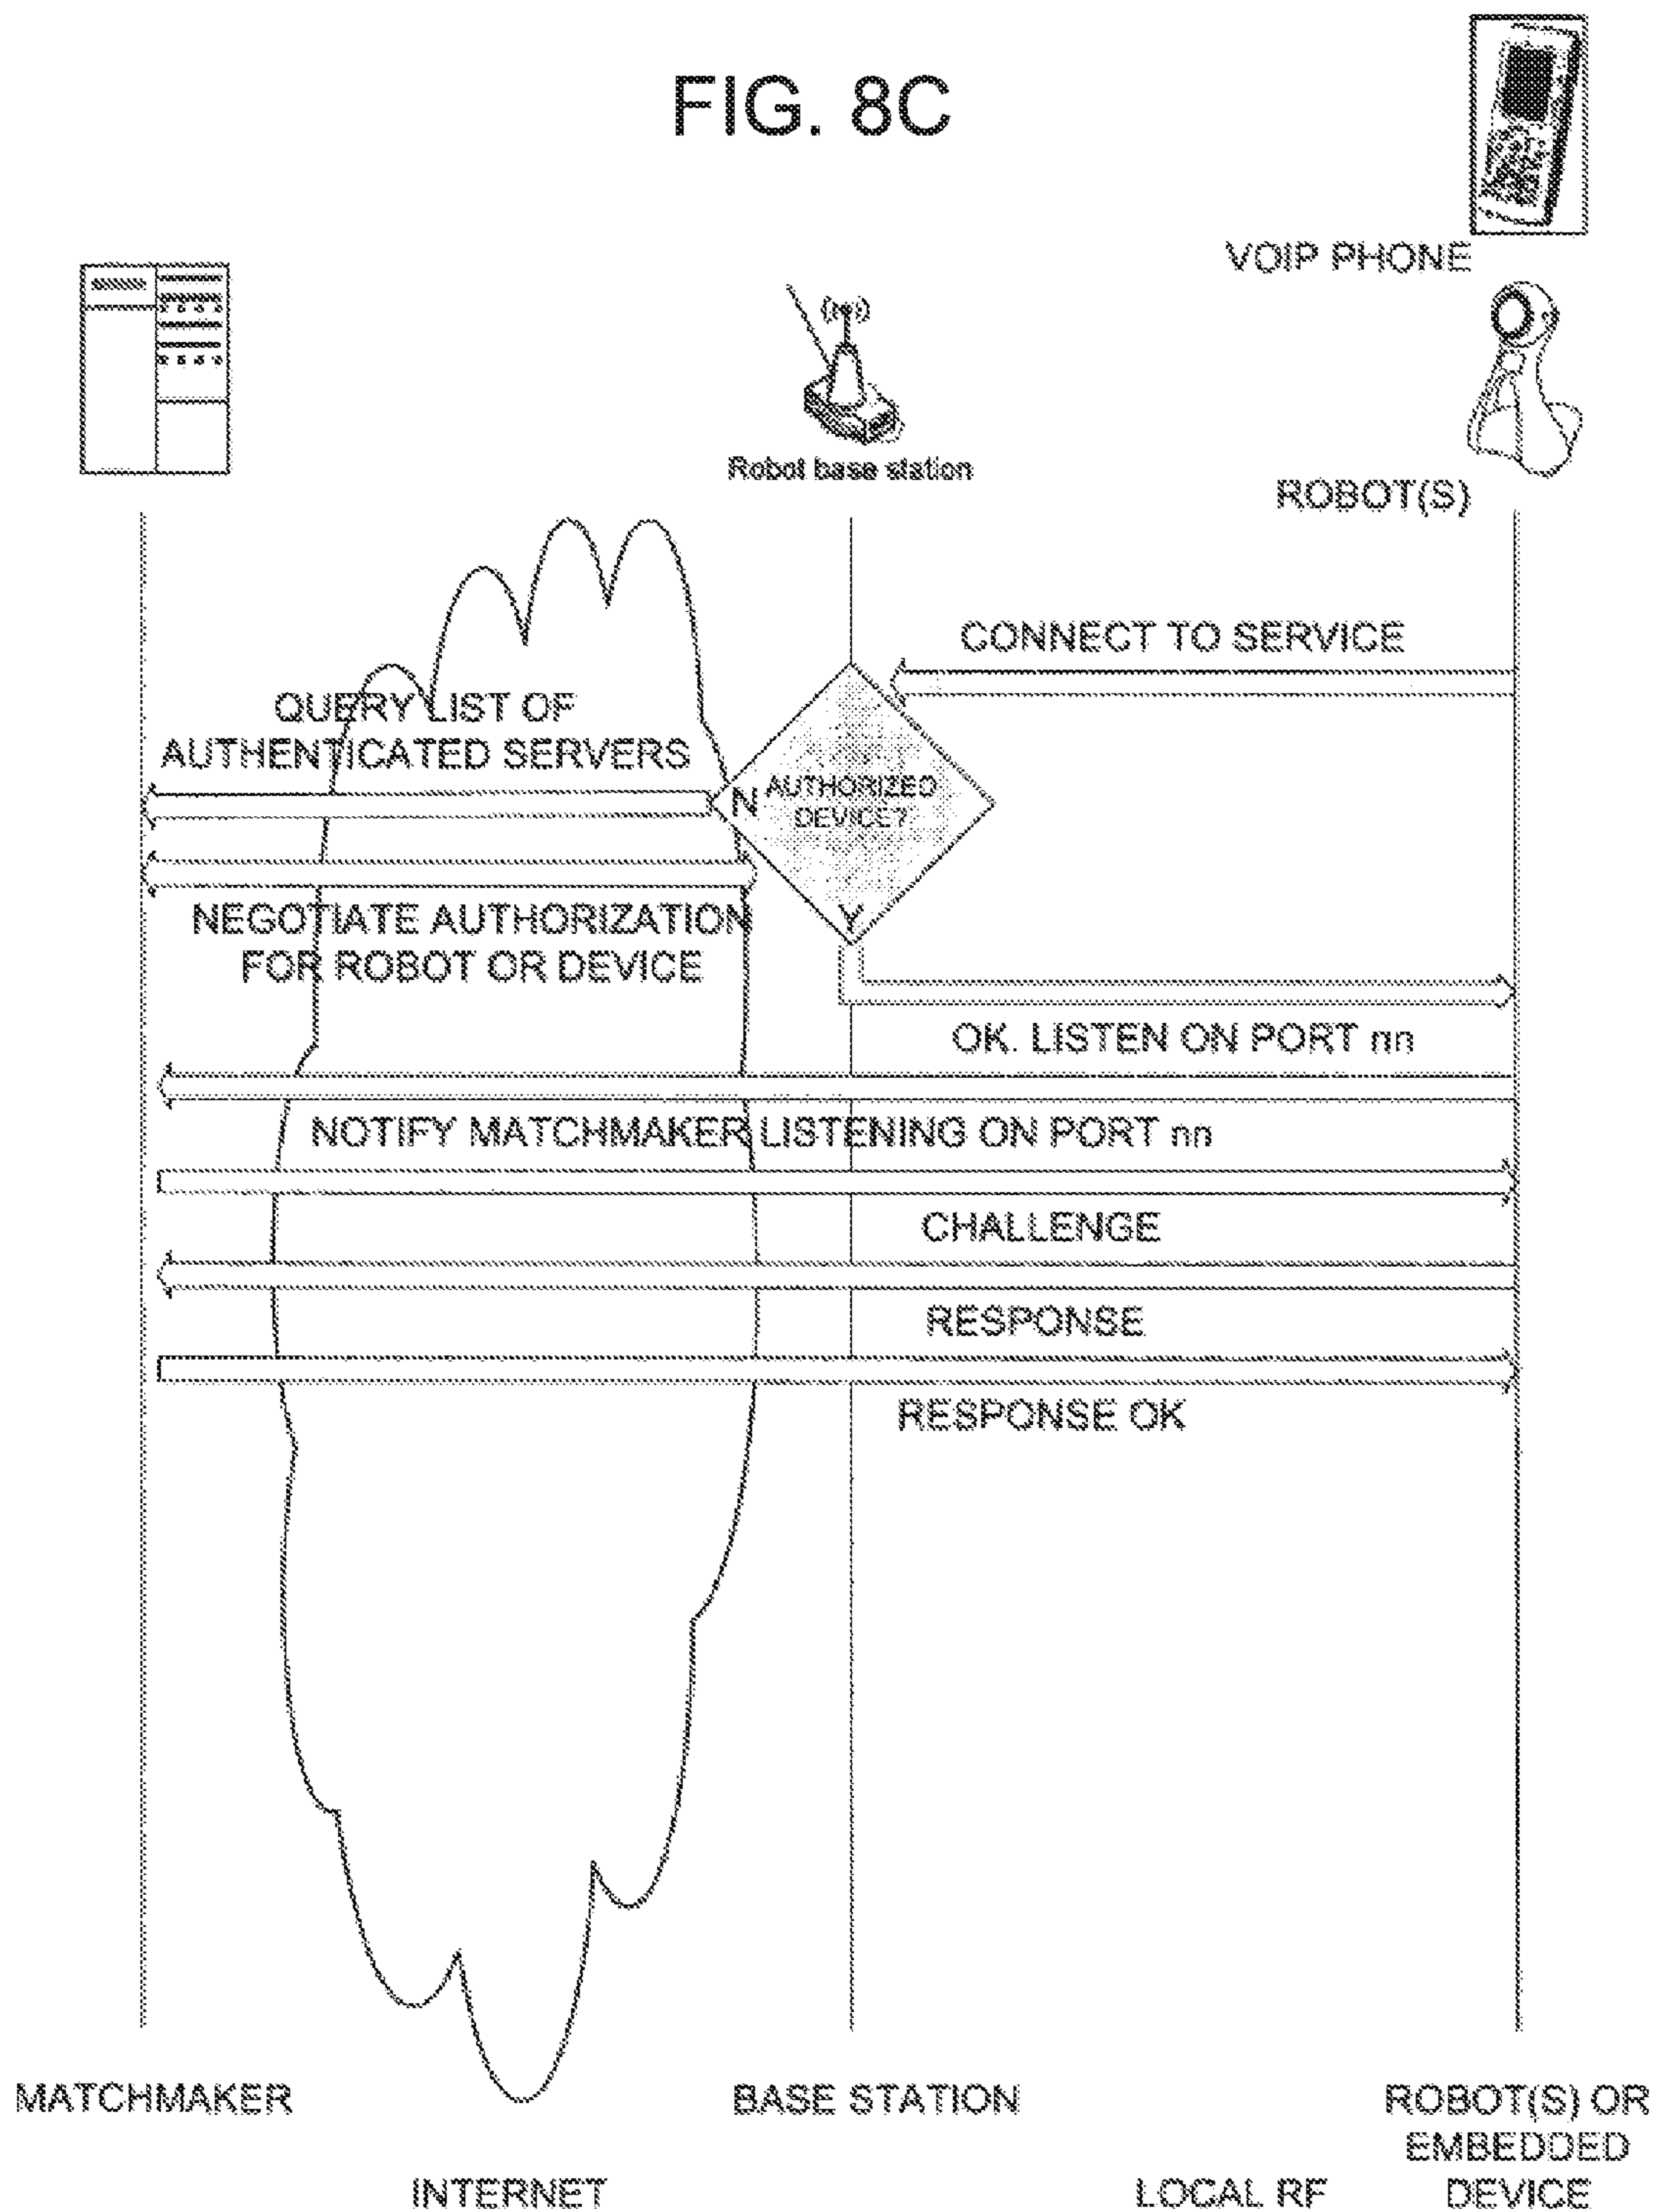 FIG. 8C
VOIP PHONE
Robot base station
ROBOT(S)
CONNECT TO SERVICE
QUERY LIST OF
AUTHENTICATED SERVERS
N
AUTHORIZED
DEVICE?
NEGOTIATE AUTHORIZATION
FOR ROBOT OR DEVICE
Y
OK. LISTEN ON PORT nn
NOTIFY MATCHMAKER LISTENING ON PORT nn
CHALLENGE
RESPONSE
RESPONSE OK
MATCHMAKER
BASE STATION
ROBOT(S) OR
EMBEDDED
DEVICE
INTERNET
LOCAL RF